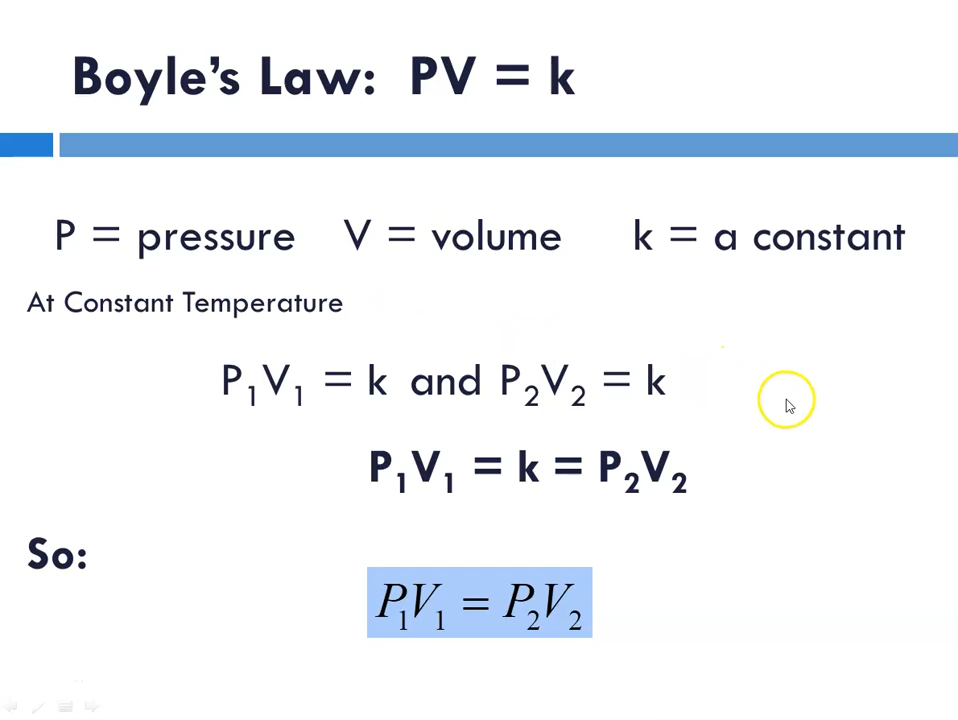 Boyle’s Law: PV = k
P = pressure V = volume k = a constant
At Constant Temperature
P₁V₁ = k and P₂V₂ = k
P₁V₁ = k = P₂V₂
So:
P₁V₁ = P₂V₂